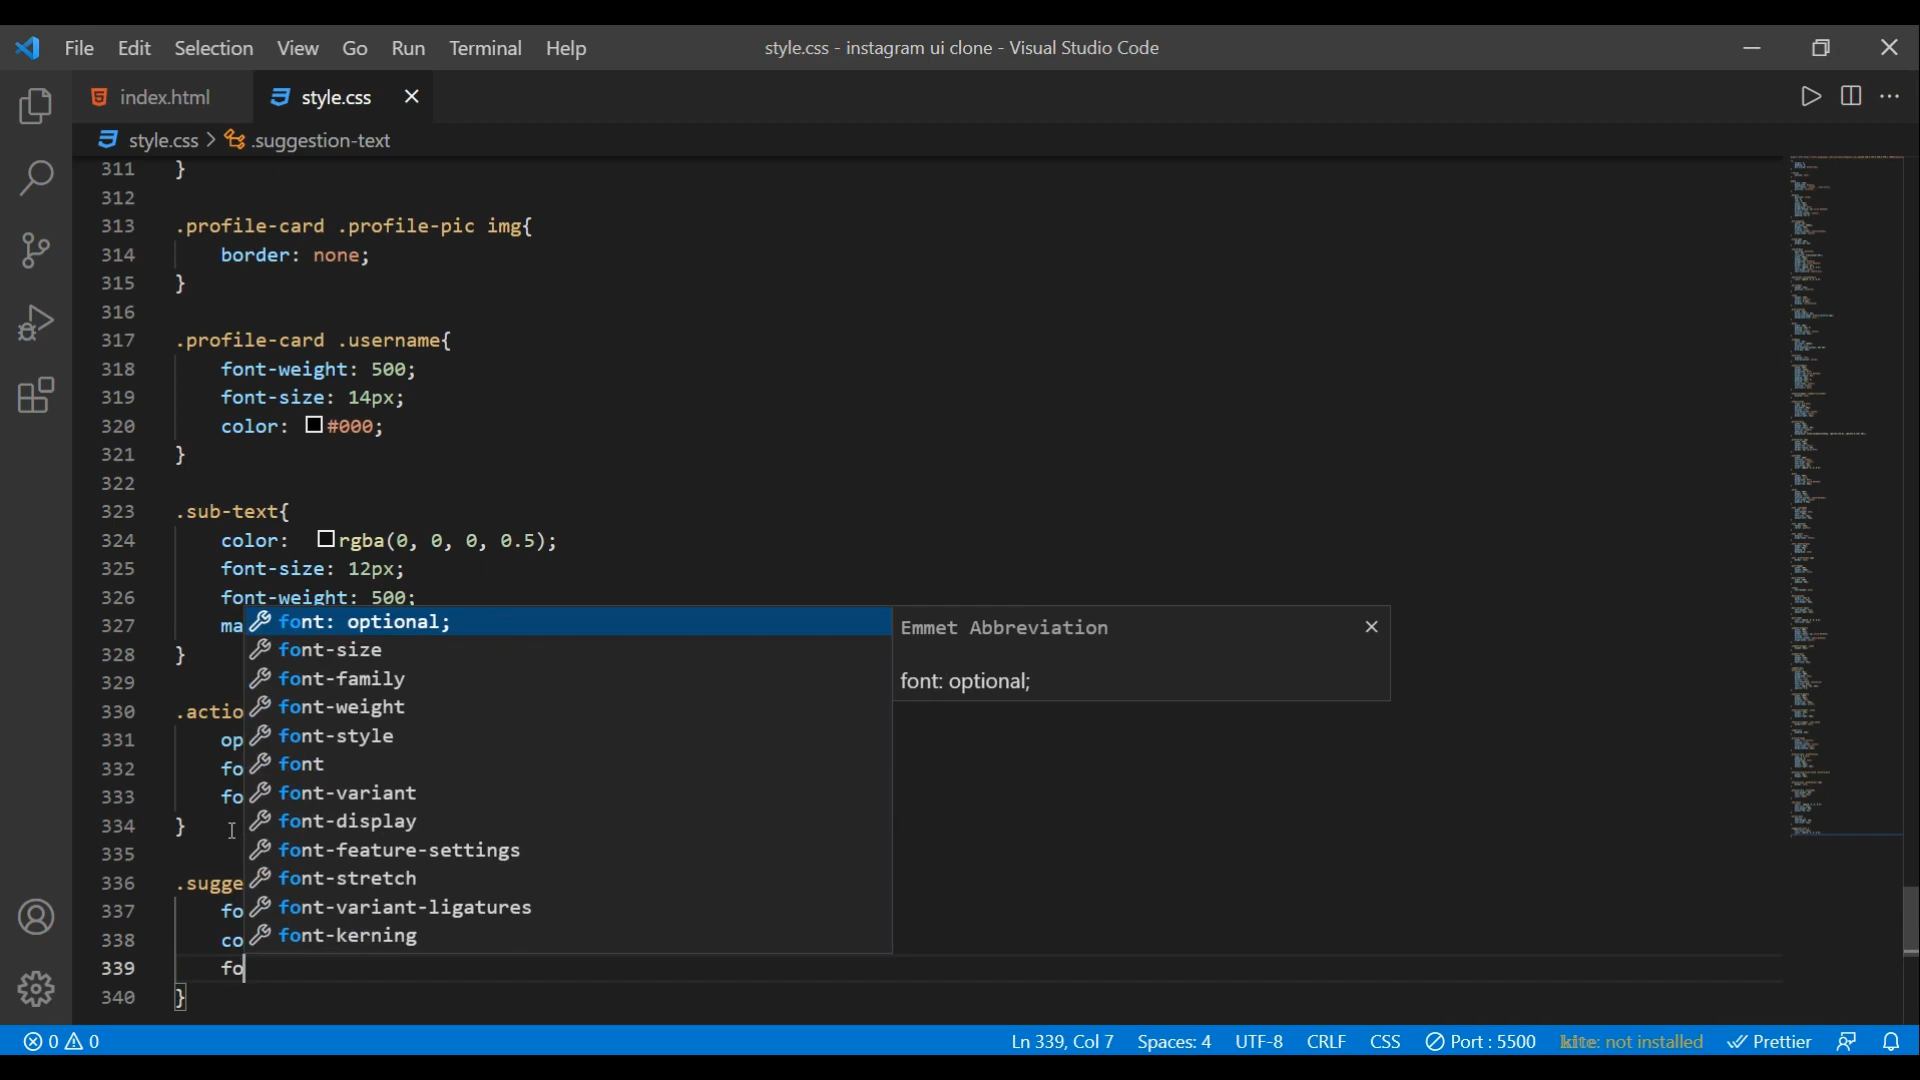 File Edit Selection View Go Run Terminal Help style.css - instagram ui clone - Visual Studio Code
index.html style.css
style.css > .suggestion-text
311 }
312
313 .profile-card .profile-pic img{
314 border: none;
315 }
316
317 .profile-card .username{
318 font-weight: 500;
319 font-size: 14px;
320 color: #000;
321 }
322
323 .sub-text{
324 color: rgba(0, 0, 0, 0.5);
325 font-size: 12px;
326 font-weight: 500;
327 ma
328 }
329
330 .actio
331 op
332 fo
333 fo
334 }
335
336 .sugge
337 fo
338 co
339 fo
340 }
font: optional;
font-size
font-family
font-weight
font-style
font
font-variant
font-display
font-feature-settings
font-stretch
font-variant-ligatures
font-kerning
Emmet Abbreviation
font: optional;
0 0 Ln 339, Col 7 Spaces: 4 UTF-8 CRLF CSS Port : 5500 kite: not installed Prettier